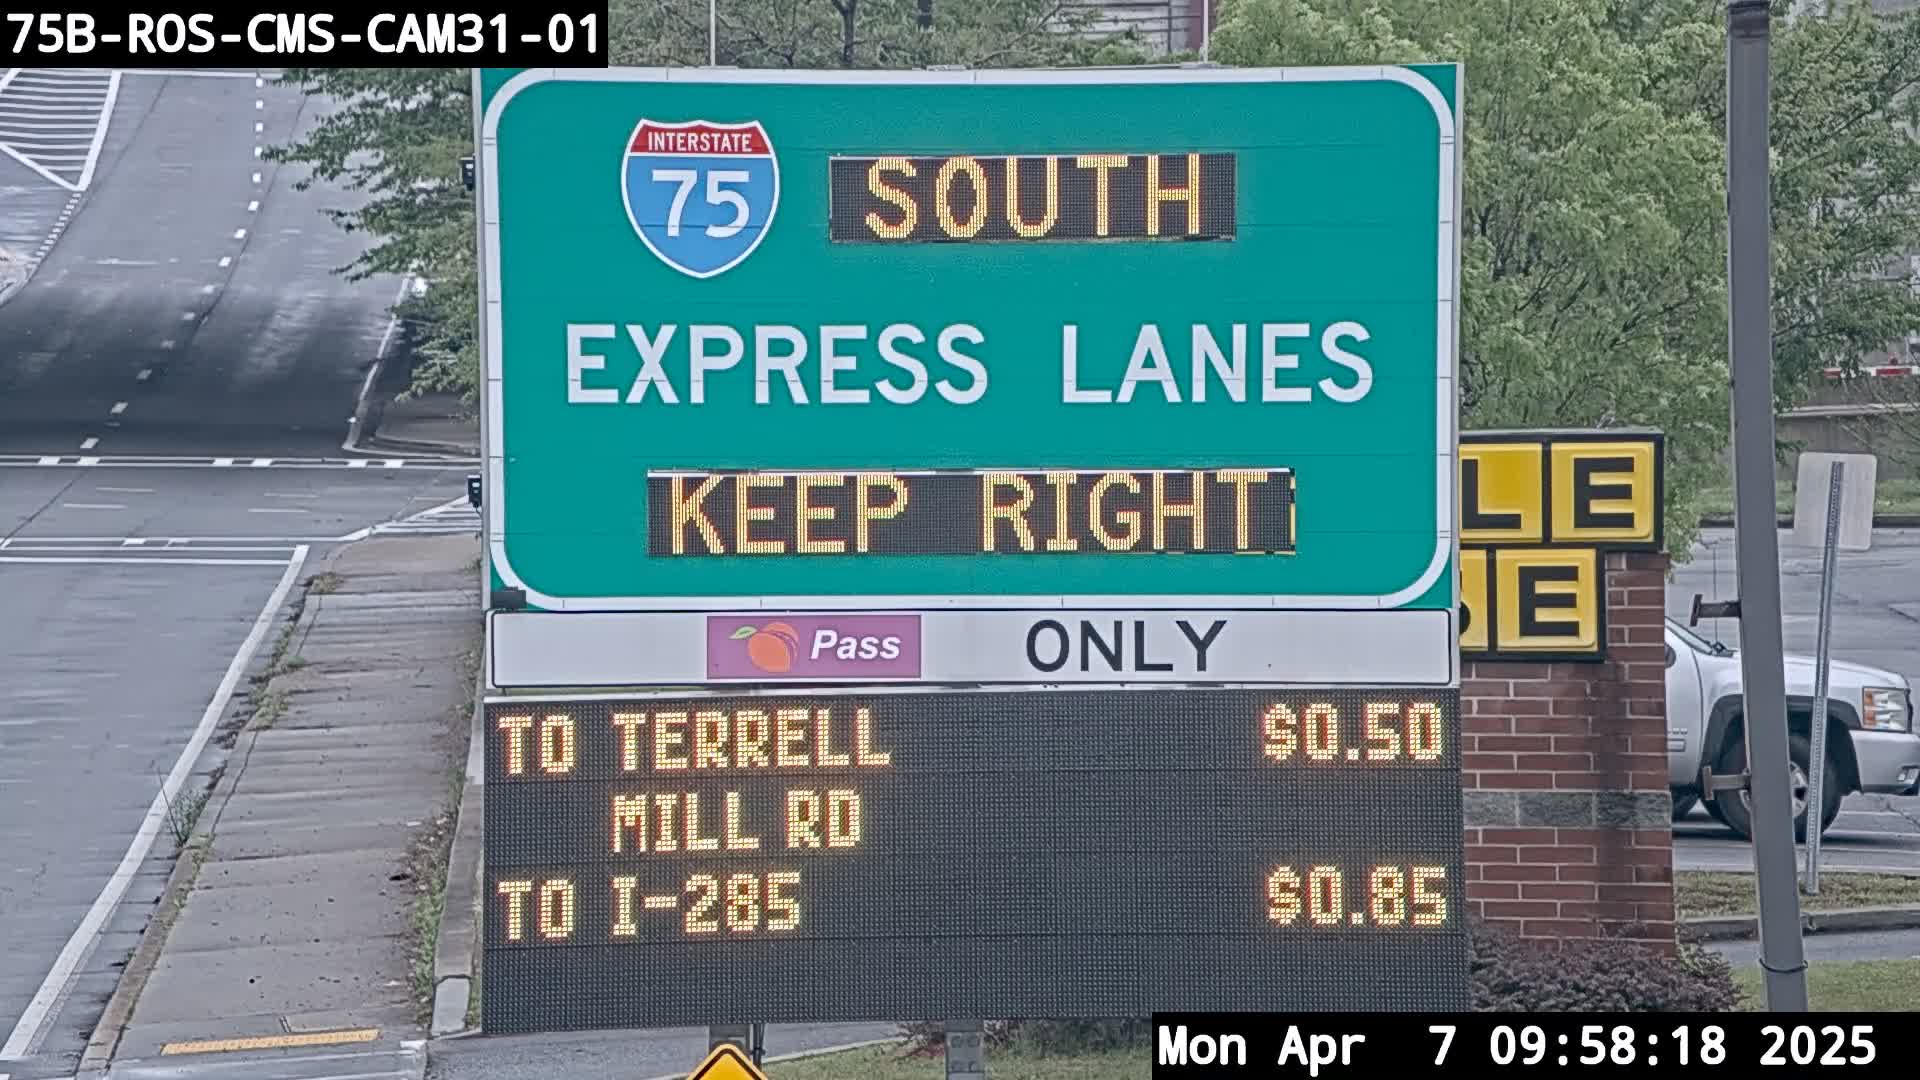 75B-ROS-CMS-CAM31-01
INTERSTATE
75
SOUTH
EXPRESS LANES
KEEP RIGHT
Pass ONLY
TO TERRELL $0.50
MILL RD
TO I-285 $0.85
LE
E
Mon Apr 7 09:58:18 2025